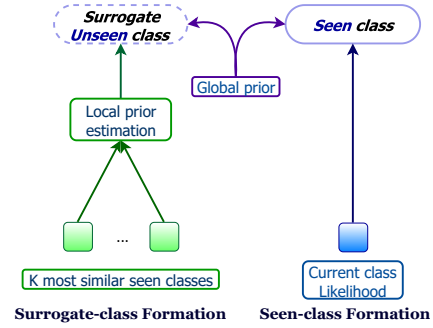 Surrogate
Unseen class
Seen class
Global prior
Local prior
estimation
...
K most similar seen classes
Current class
Likelihood
Surrogate-class Formation
Seen-class Formation